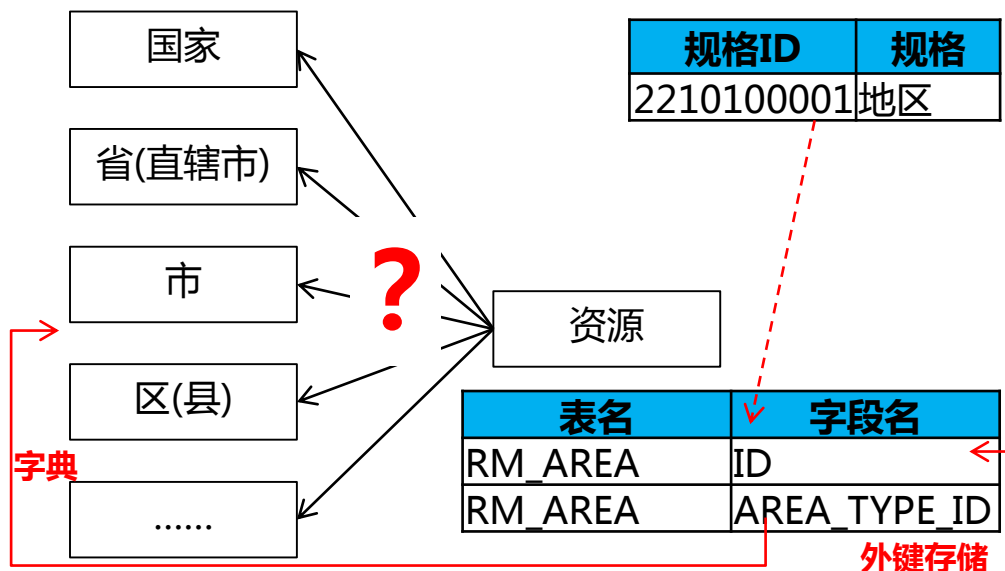 国家
省(直辖市)
市
区(县)
......
字典
?
资源
规格ID 规格
2210100001 地区
表名 字段名
RM_AREA ID
RM_AREA AREA_TYPE_ID
外键存储